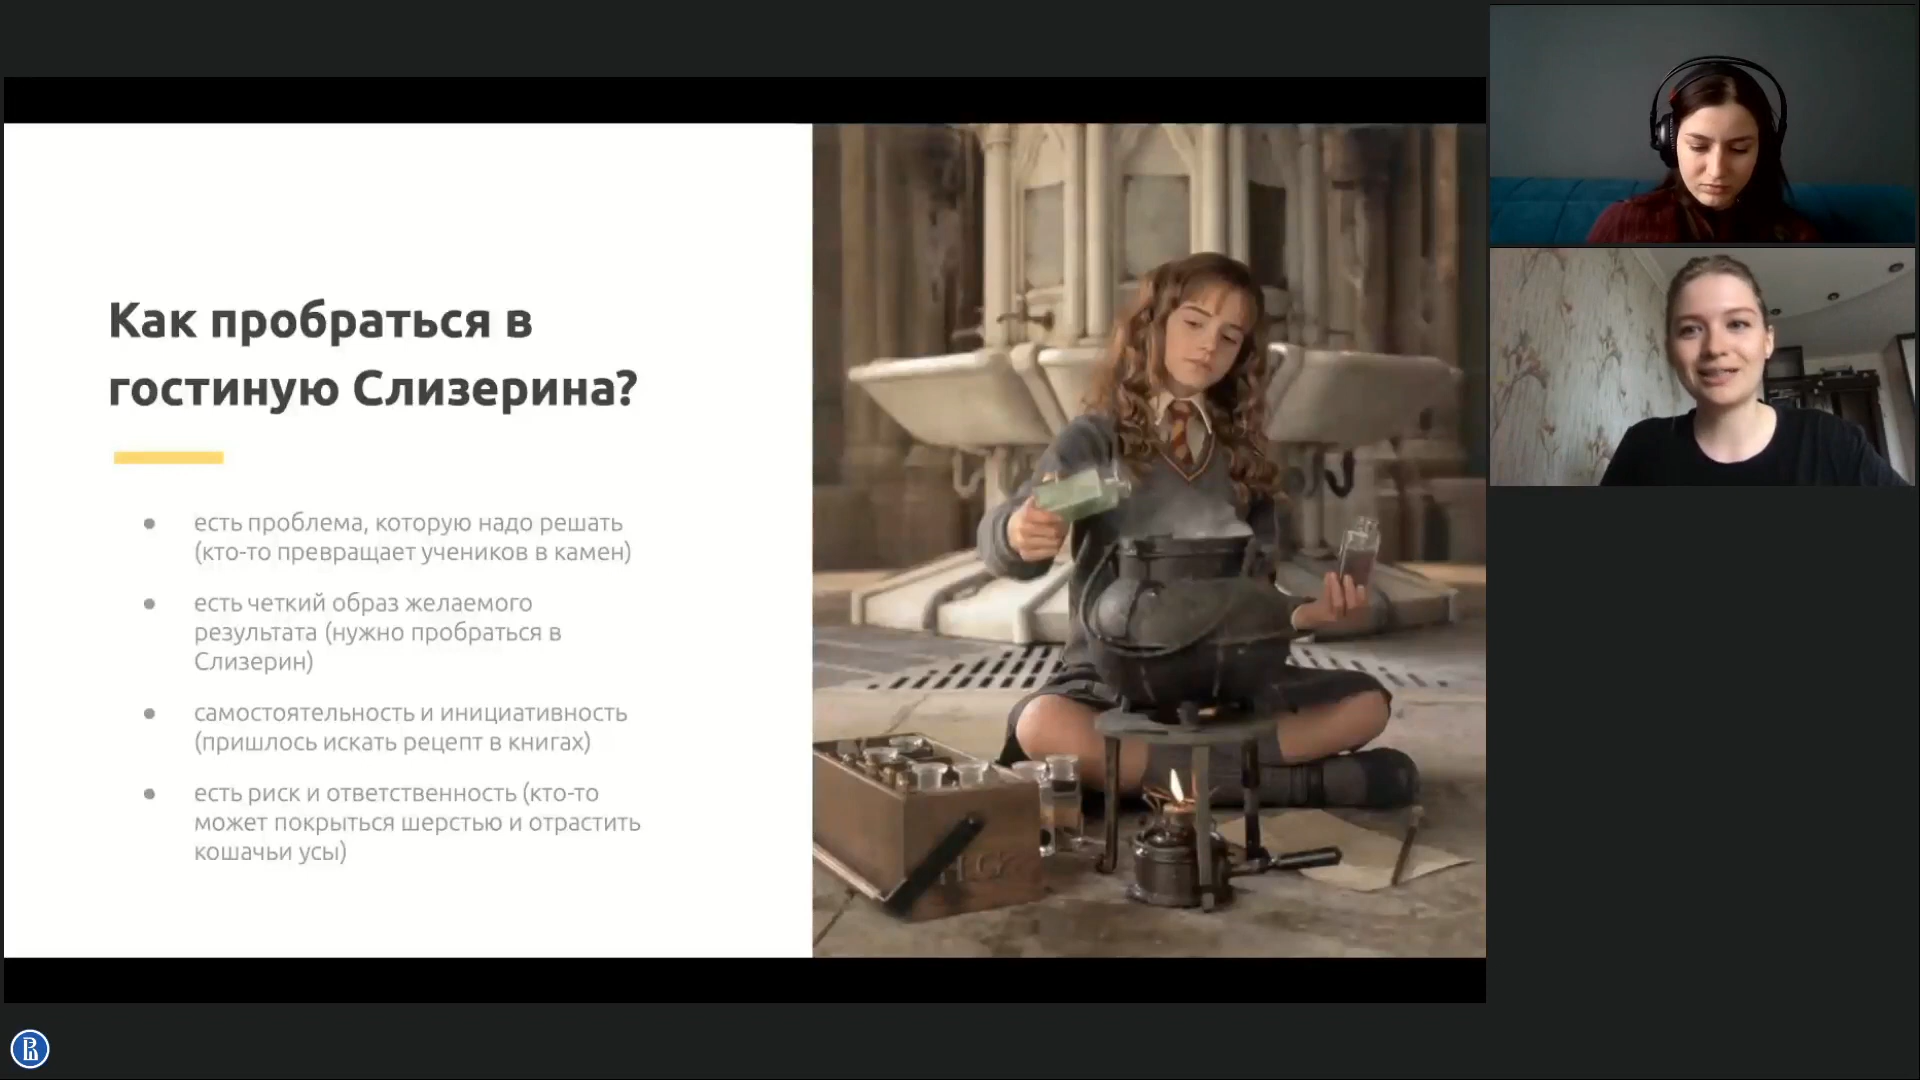 Как пробраться в
гостиную Слизерина?
есть проблема, которую надо решать
(кто-то превращает учеников в камен)
есть четкий образ желаемого
результата (нужно пробраться в
Слизерин)
самостоятельность и инициативность
(пришлось искать рецепт в книгах)
есть риск и ответственность (кто-то
может покрыться шерстью и отрастить
кошачьи усы)